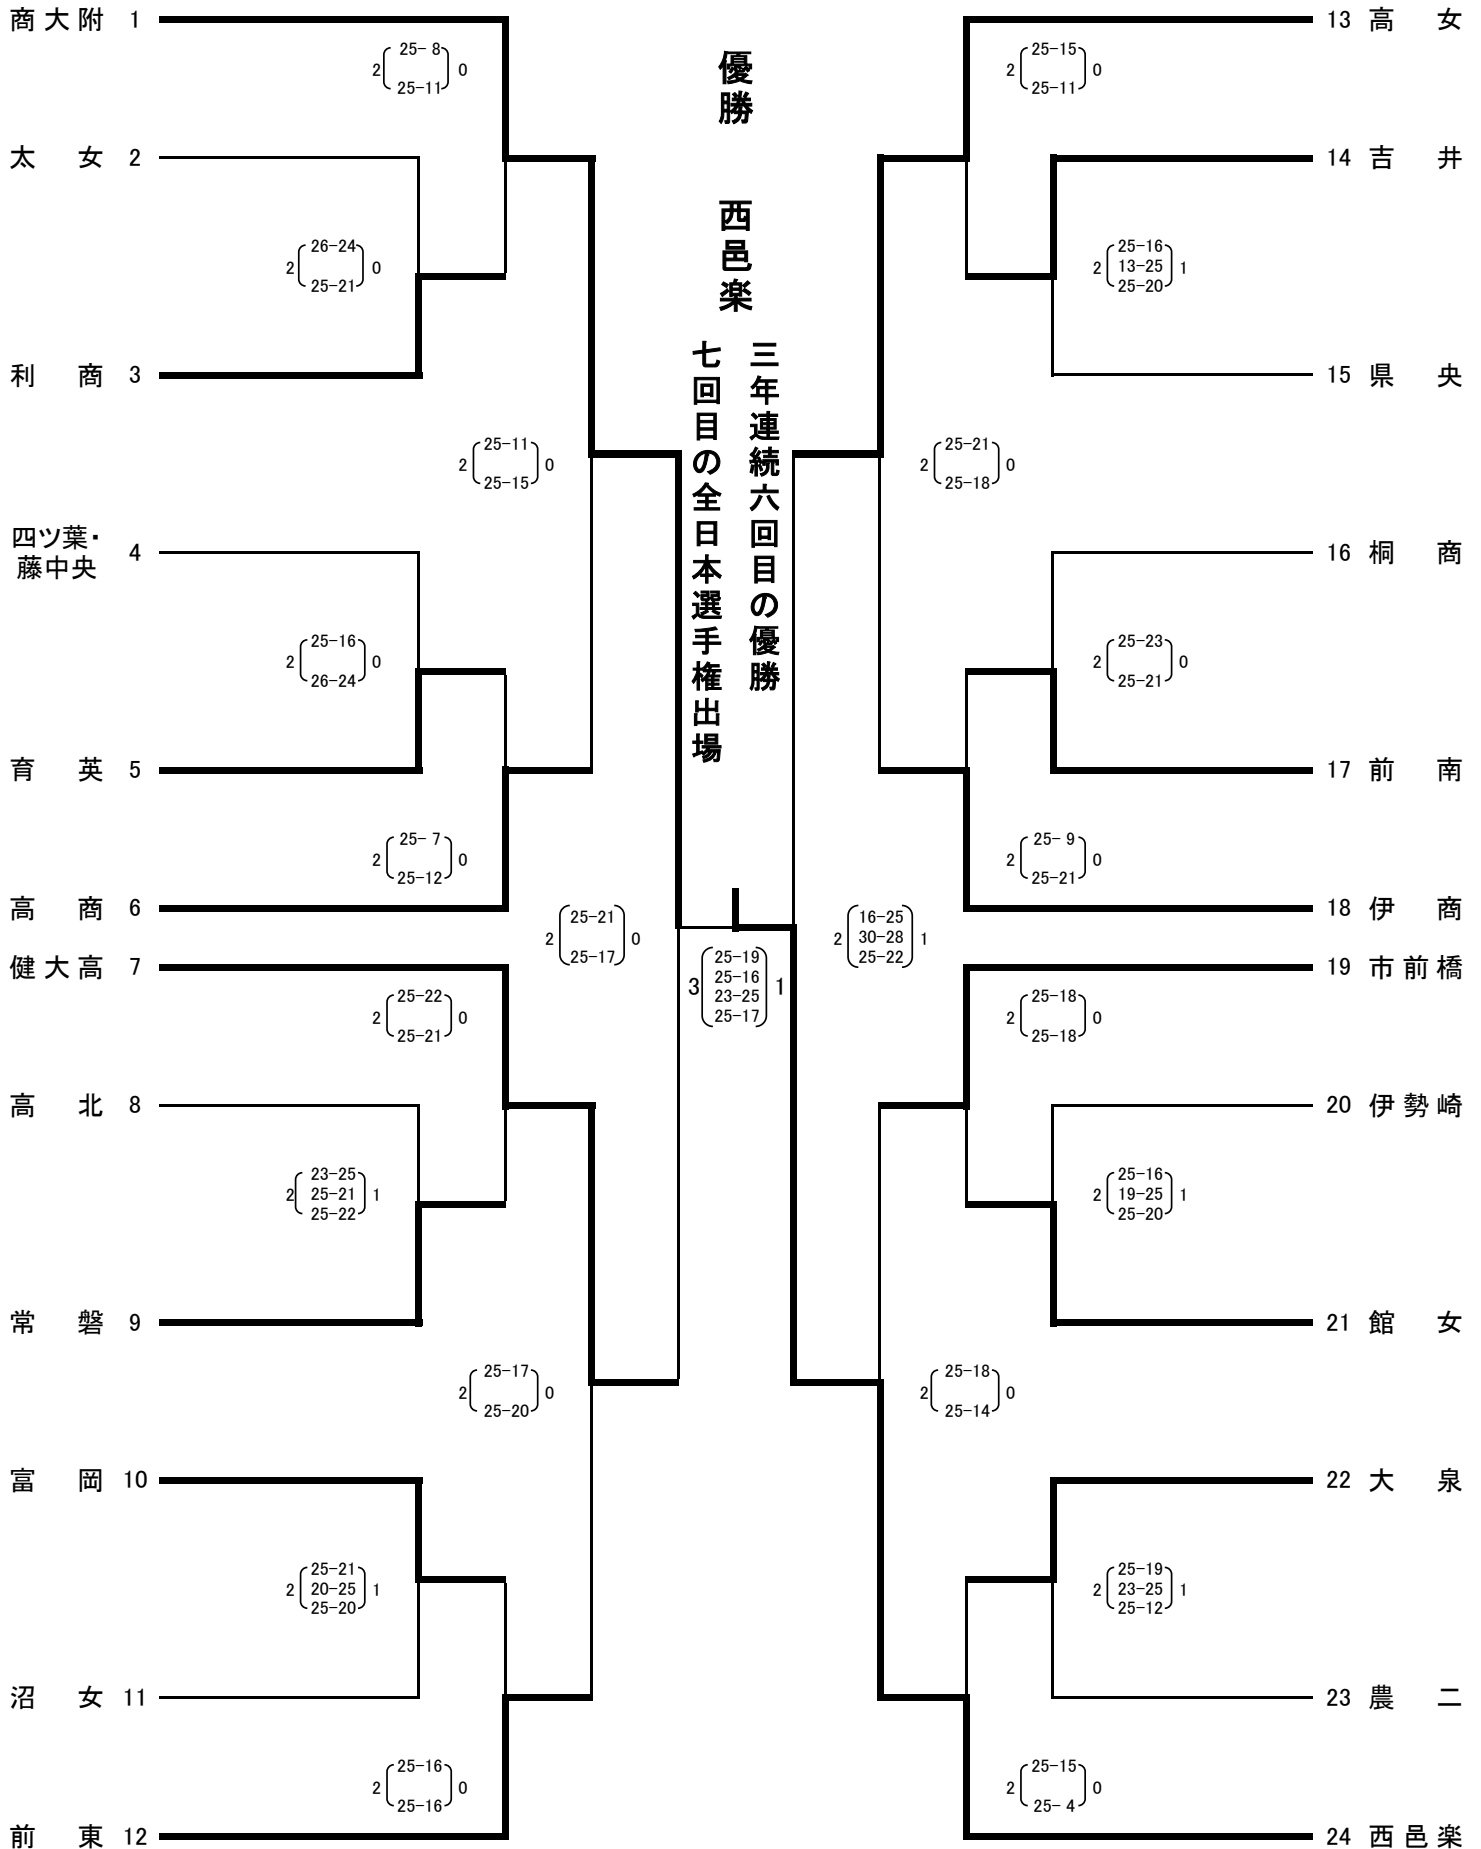 商大附 1
2 25- 8 0
25-11
太女 2
2 26-24 0
25-21
利商 3
2 25-11 0
25-15
四ツ葉・
藤中央 4
2 25-16 0
26-24
育英 5
2 25- 7 0
25-12
高商 6
2 25-21 0
25-17
健大高 7
2 25-22 0
25-21
高北 8
23-25
2 25-21 1
25-22
常磐 9
2 25-17 0
25-20
富岡 10
25-21
2 20-25 1
25-20
沼女 11
2 25-16 0
25-16
前東 12
優勝 西邑楽
三年連続六回目の優勝
七回目の全日本選手権出場
25-19
3 25-16 1
23-25
25-17
13 高女
2 25-15 0
25-11
14 吉井
25-16
2 13-25 1
25-20
15 県央
2 25-21 0
25-18
16 桐商
2 25-23 0
25-21
17 前南
2 25- 9 0
25-21
18 伊商
16-25
2 30-28 1
25-22
19 市前橋
2 25-18 0
25-18
20 伊勢崎
25-16
2 19-25 1
25-20
21 館女
2 25-18 0
25-14
22 大泉
25-19
2 23-25 1
25-12
23 農二
2 25-15 0
25- 4
24 西邑楽